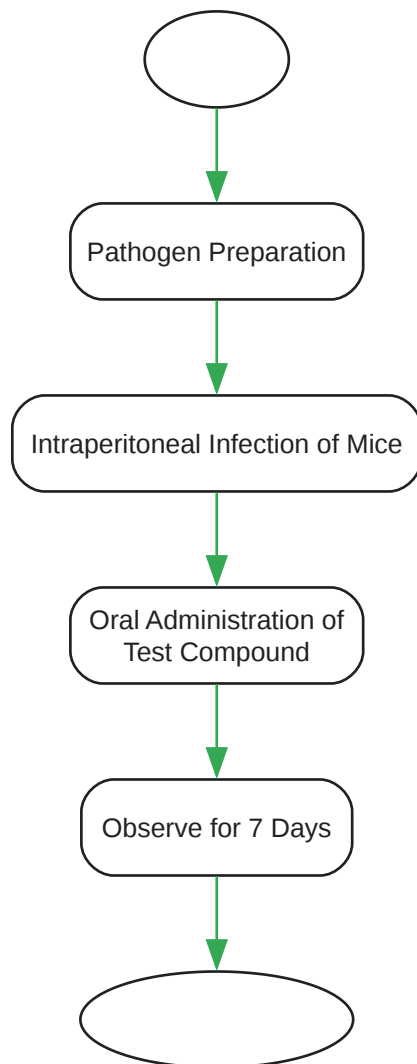 Pathogen Preparation
Intraperitoneal Infection of Mice
Oral Administration of
Test Compound
Observe for 7 Days